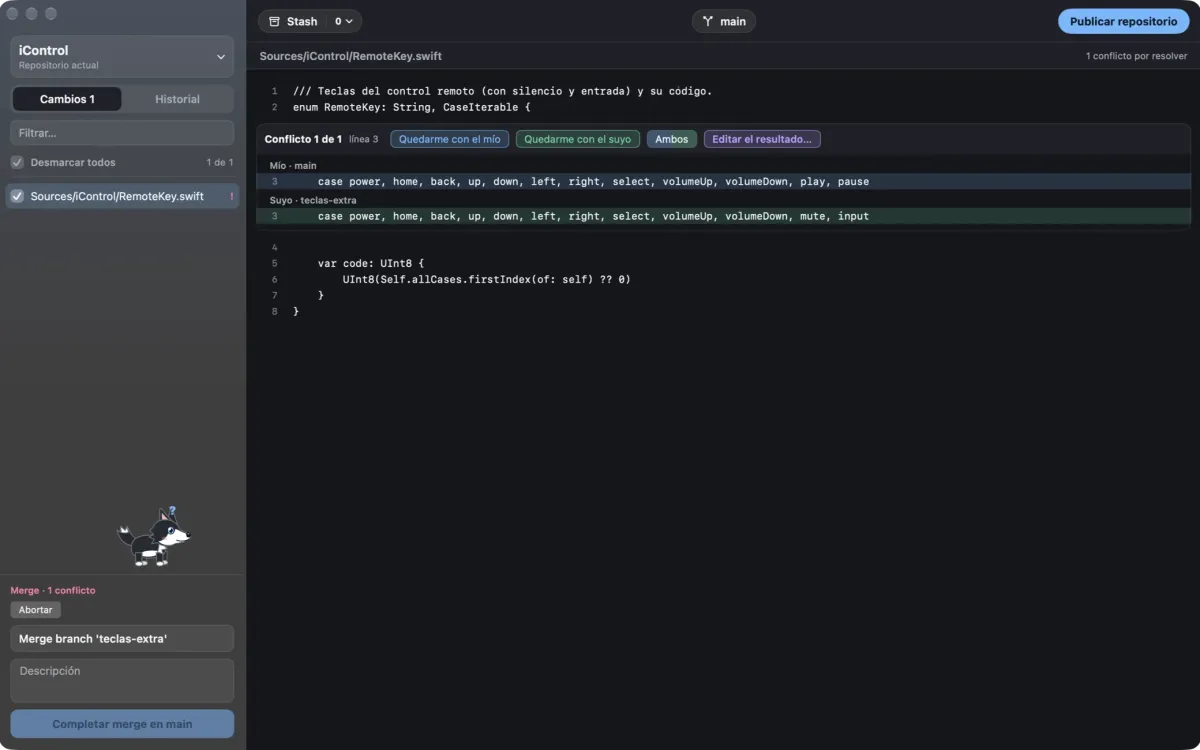 iControl
Repositorio actual
Cambios 1
Historial
Filtrar...
Desmarcar todos
1 de 1
Sources/iControl/RemoteKey.swift
!
?
Merge · 1 conflicto
Abortar
Merge branch 'teclas-extra'
Descripción
Completar merge en main
Stash
0
main
Publicar repositorio
Sources/iControl/RemoteKey.swift
1 conflicto por resolver
1 /// Teclas del control remoto (con silencio y entrada) y su código.
2 enum RemoteKey: String, CaseIterable {
Conflicto 1 de 1 línea 3 Quedarme con el mío Quedarme con el suyo Ambos Editar el resultado...
Mío · main
3 case power, home, back, up, down, left, right, select, volumeUp, volumeDown, play, pause
Suyo · teclas-extra
3 case power, home, back, up, down, left, right, select, volumeUp, volumeDown, mute, input
4
5 var code: UInt8 {
6 UInt8(Self.allCases.firstIndex(of: self) ?? 0)
7 }
8 }